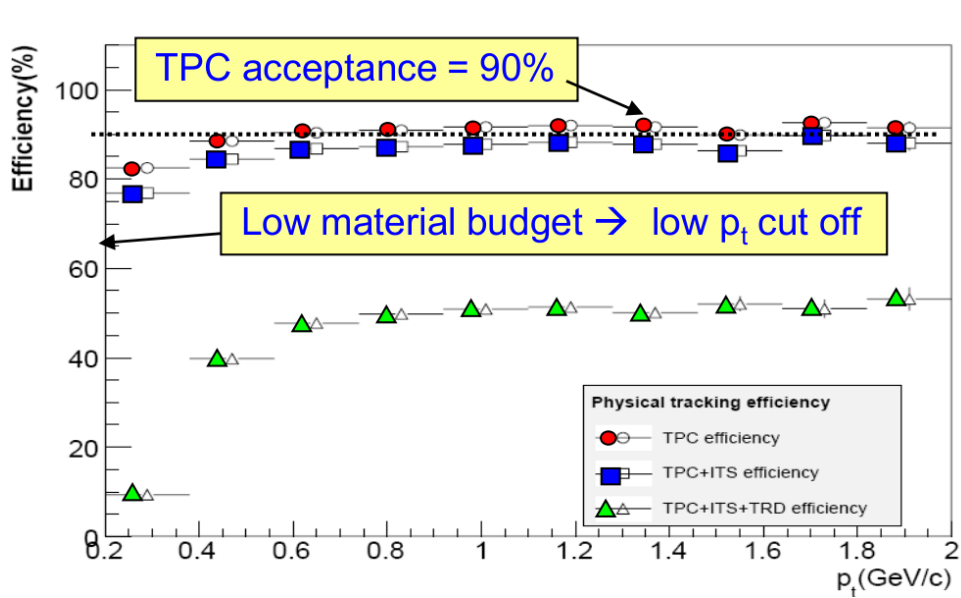 Efficiency(%)
TPC acceptance = 90%
100
80
Low material budget → low pt cut off
60
40
20
0
Physical tracking efficiency
TPC efficiency
TPC+ITS efficiency
TPC+ITS+TRD efficiency
0.2 0.4 0.6 0.8 1 1.2 1.4 1.6 1.8 2
pt(GeV/c)